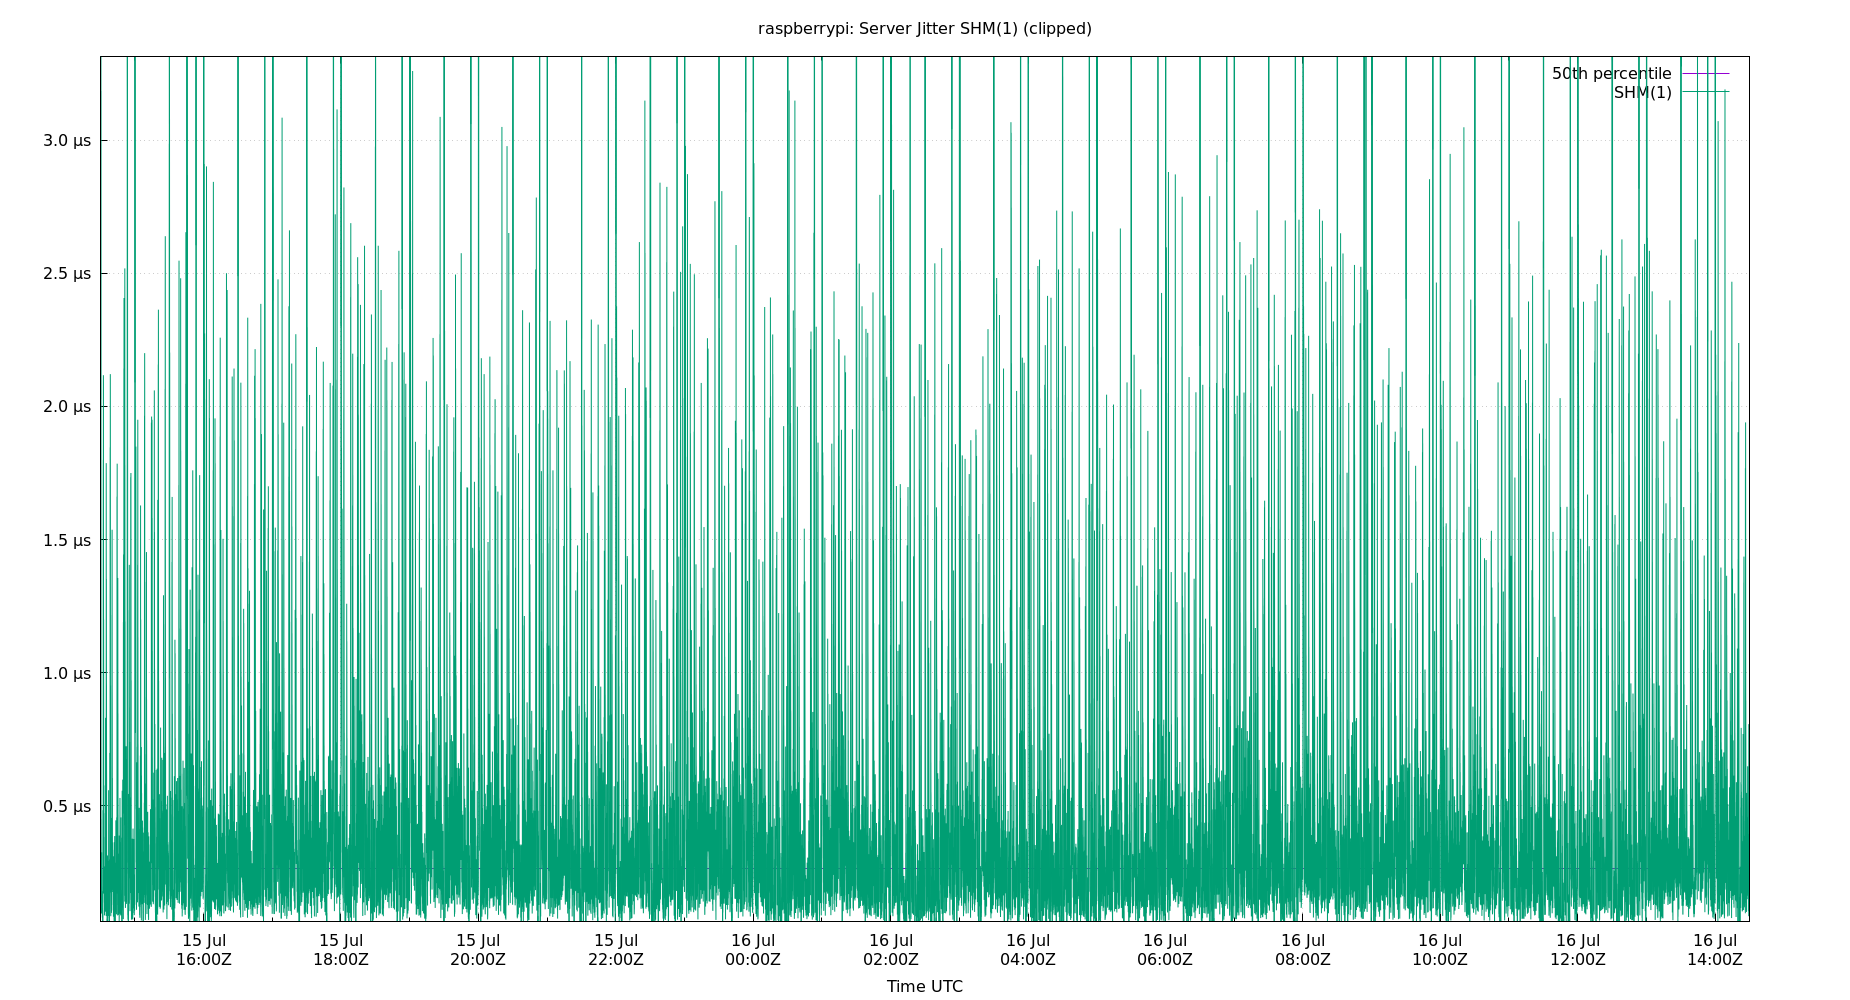 raspberrypi: Server Jitter SHM(1) (clipped)
50th percentile
SHM(1)
3.0 µs
2.5 µs
2.0 µs
1.5 µs
1.0 µs
0.5 µs
15 Jul 15 Jul 15 Jul 15 Jul 16 Jul 16 Jul 16 Jul 16 Jul 16 Jul 16 Jul 16 Jul 16 Jul
16:00Z 18:00Z 20:00Z 22:00Z 00:00Z 02:00Z 04:00Z 06:00Z 08:00Z 10:00Z 12:00Z 14:00Z
Time UTC